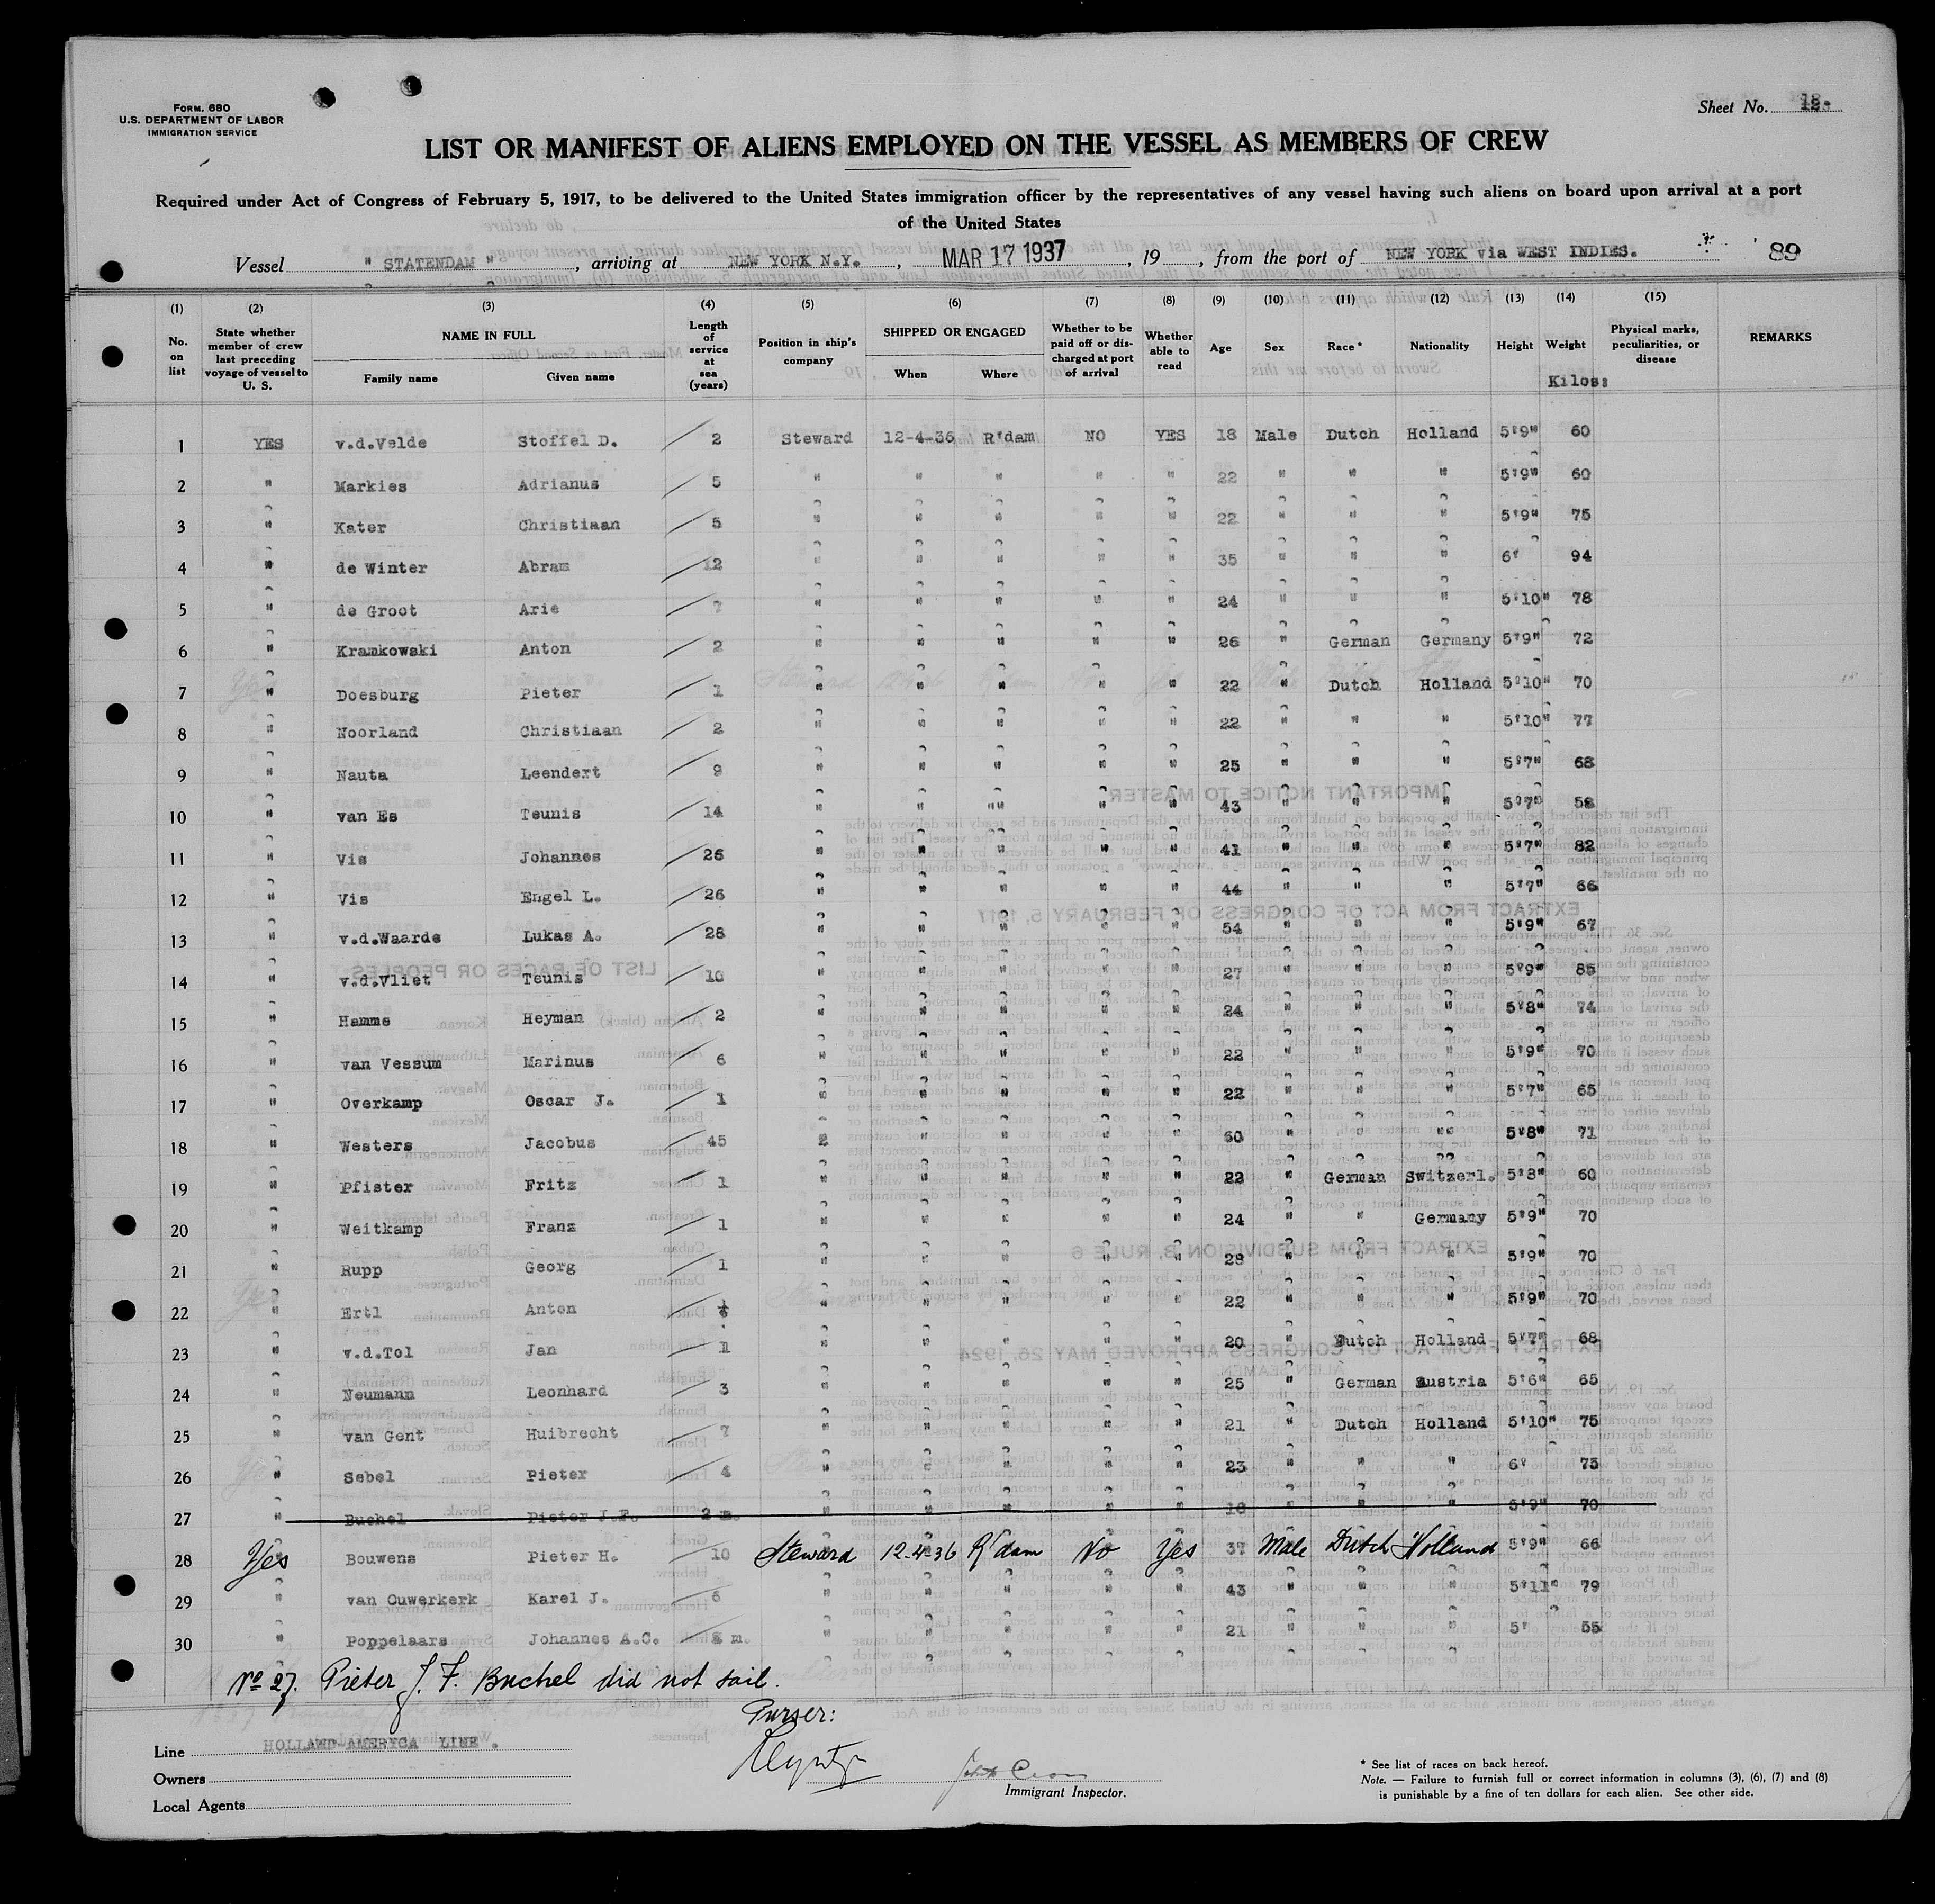 FORM. 680
U.S. DEPARTMENT OF LABOR
IMMIGRATION SERVICE
Sheet No.
LIST OR MANIFEST OF ALIENS EMPLOYED ON THE VESSEL AS MEMBERS OF CREW
Required under Act of Congress of February 5, 1917, to be delivered to the United States immigration officer by the representatives of any vessel having such aliens on board upon arrival at a port
of the United States
Vessel " STATENDAM " , arriving at NEW YORK N.Y. , MAR 17 1937 , 19 , from the port of NEW YORK via WEST INDIES. 89
(1) (2) (3) (4) (5) (6) (7) (8) (9) (10) (11) (12) (13) (14) (15)
No. on list State whether member of crew last preceding voyage of vessel to U. S. NAME IN FULL Family name Given name Length of service at sea (years) Position in ship's company SHIPPED OR ENGAGED When Where Whether to be paid off or discharged at port of arrival Whether able to read Age Sex Race* Nationality Height Weight Kilos: Physical marks, peculiarities, or disease REMARKS
1 YES v.d.Velde Stoffel D. 2 Steward 12-4-36 R'dam NO YES 18 Male Dutch Holland 5'9" 60
2 " Markies Adrianus 5 " " " " " 22 " " " 5'9" 60
3 " Kater Christiaan 5 " " " " " 22 " " " 5'9" 75
4 " de Winter Abram 12 " " " " " 35 " " " 6' 94
5 " de Groot Arie 7 " " " " " 24 " " " 5'10" 78
6 " Kramkowski Anton 2 " " " " " 26 " German Germany 5'9" 72
7 " Doesburg Pieter 1 " " " " " 22 " Dutch Holland 5'10" 70
8 " Noorland Christiaan 2 " " " " " 22 " " " 5'10" 77
9 " Nauta Leendert 9 " " " " " 25 " " " 5'7" 68
10 " van Es Teunis 14 " " " " " 43 " " " 5'7" 58
11 " Vis Johannes 26 " " " " " 41 " " " 5'7" 82
12 " Vis Engel L. 26 " " " " " 44 " " " 5'7" 66
13 " v.d.Waarde Lukas A. 28 " " " " " 54 " " " 5'9" 67
14 " v.d.Vliet Teunis 10 " " " " " 27 " " " 5'9" 85
15 " Hamms Heyman 2 " " " " " 24 " " " 5'8" 74
16 " van Vessum Marinus 6 " " " " " 22 " " " 5'9" 70
17 " Overkamp Oscar J. 1 " " " " " 22 " " " 5'7" 65
18 " Westers Jacobus 45 " " " " " 60 " " " 5'8" 71
19 " Pfister Fritz 1 " " " " " 22 " German Switzerl. 5'8" 60
20 " Weitkamp Franz 1 " " " " " 24 " " Germany 5'9" 70
21 " Rupp Georg 1 " " " " " 28 " " " 5'9" 70
22 " Ertl Anton " " " " " 22 " " " 5'9" 70
23 " v.d.Tol Jan 1 " " " " " 20 " Dutch Holland 5'7" 68
24 " Neumann Leonhard 3 " " " " " 25 " German Austria 5'6" 65
25 " van Gent Huibrecht 7 " " " " " 21 " Dutch Holland 5'10" 75
26 " Sebel Pieter 4 " " " " " 23 " " " 6' 75
27 " Buchel Pieter J.F. 2 m. " " " " " 18 " " " 5'9" 70
28 Yes Bouwens Pieter H. 10 Steward 12-4-36 R'dam No Yes 37 Male Dutch Holland 5'9" 66
29 " van Ouwerkerk Karel J. 6 " " " " " 43 " " " 5'11" 79
30 " Poppelaars Johannes A.C. m. " " " " " 21 " " " 5' 55
No 27. Pieter J. F. Buchel did not sail.
Purser:
Line HOLLAND-AMERYCA LINE .
Owners
Local Agents
Immigrant Inspector.
* See list of races on back hereof.
Note. — Failure to furnish full or correct information in columns (3), (6), (7) and (8)
is punishable by a fine of ten dollars for each alien. See other side.